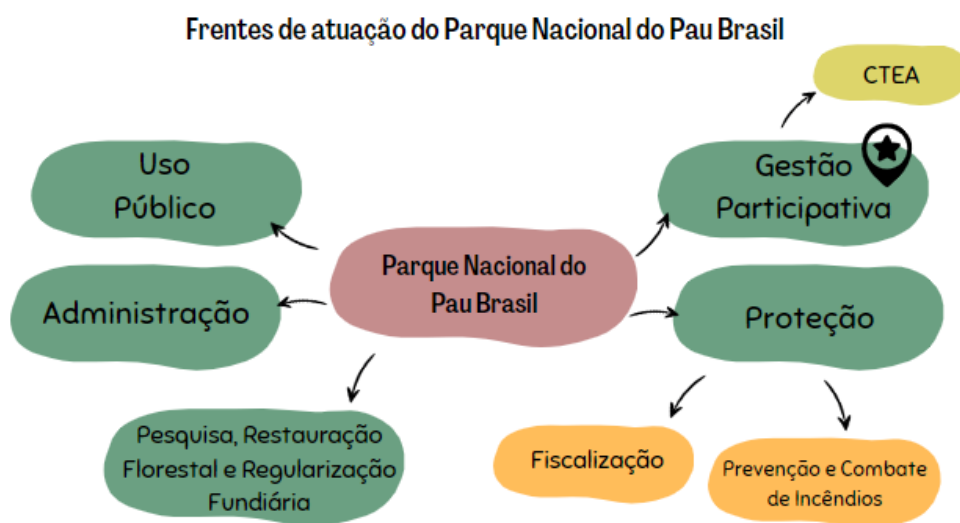 Frentes de atuação do Parque Nacional do Pau Brasil
CTEA
Uso
Público
Gestão
Participativa
Parque Nacional do
Pau Brasil
Administração
Proteção
Pesquisa, Restauração
Florestal e Regularização
Fundiária
Fiscalização
Prevenção e Combate
de Incêndios